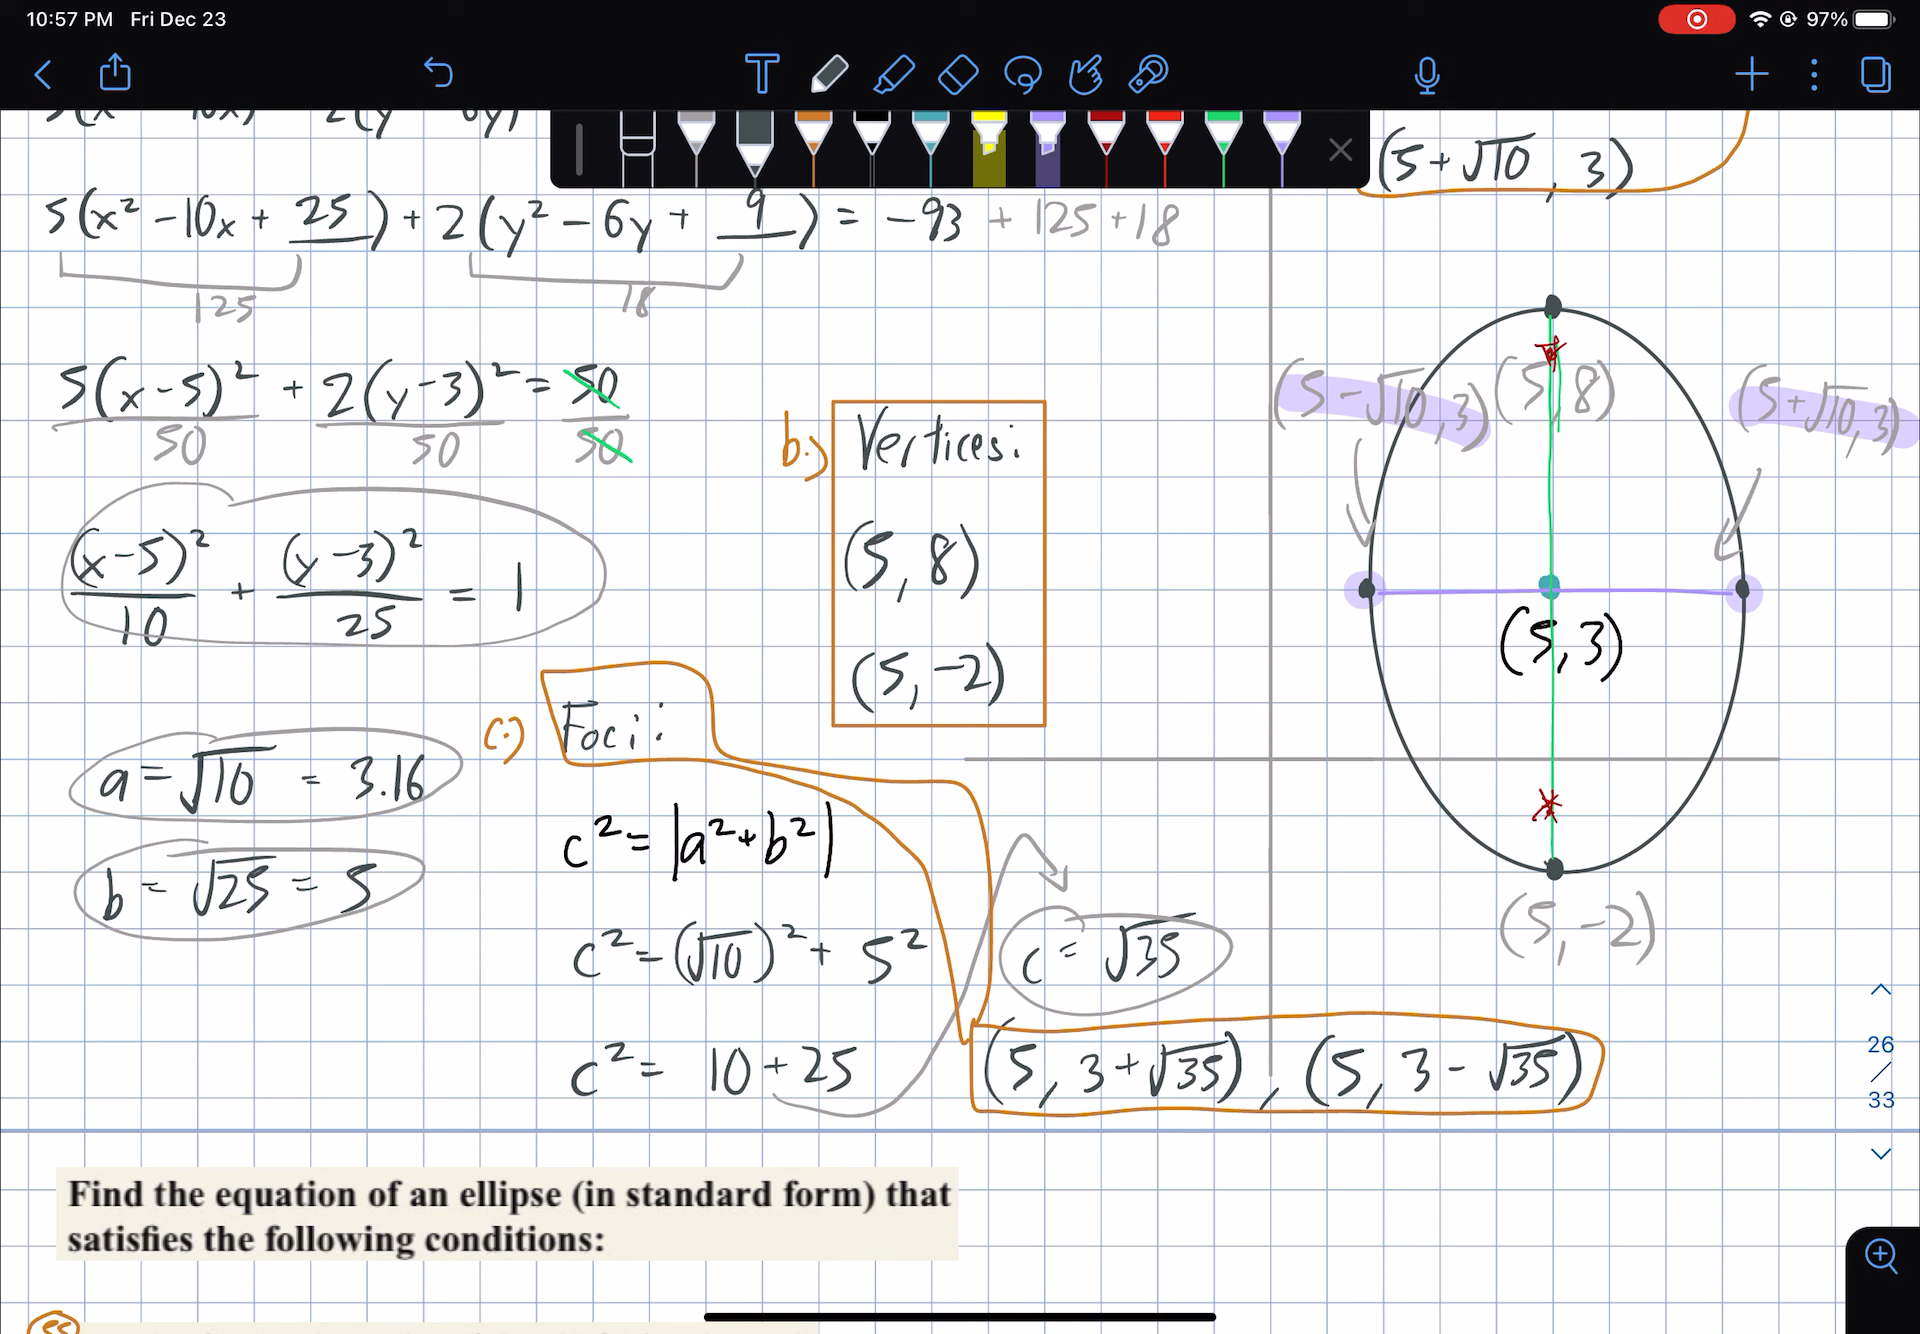 10:57 PM Fri Dec 23
97%
(5+√10, 3)
5(x² -10x + 25) + 2(y² - 6y + 9) = -93 + 125 + 18
125
18
5(x-5)²/50 + 2(y-3)²/50 = 50/50
(x-5)²/10 + (y-3)²/25 = 1
a = √10 = 3.16
b = √25 = 5
b.) Vertices:
(5, 8)
(5, -2)
c.) Foci:
c² = |a² + b²|
c² = (√10)² + 5²
c² = 10 + 25
c = √35
(5, 3+√35), (5, 3-√35)
(5-√10, 3)
(5, 8)
(5+√10, 3)
(5, 3)
(5, -2)
26
/
33
Find the equation of an ellipse (in standard form) that
satisfies the following conditions: